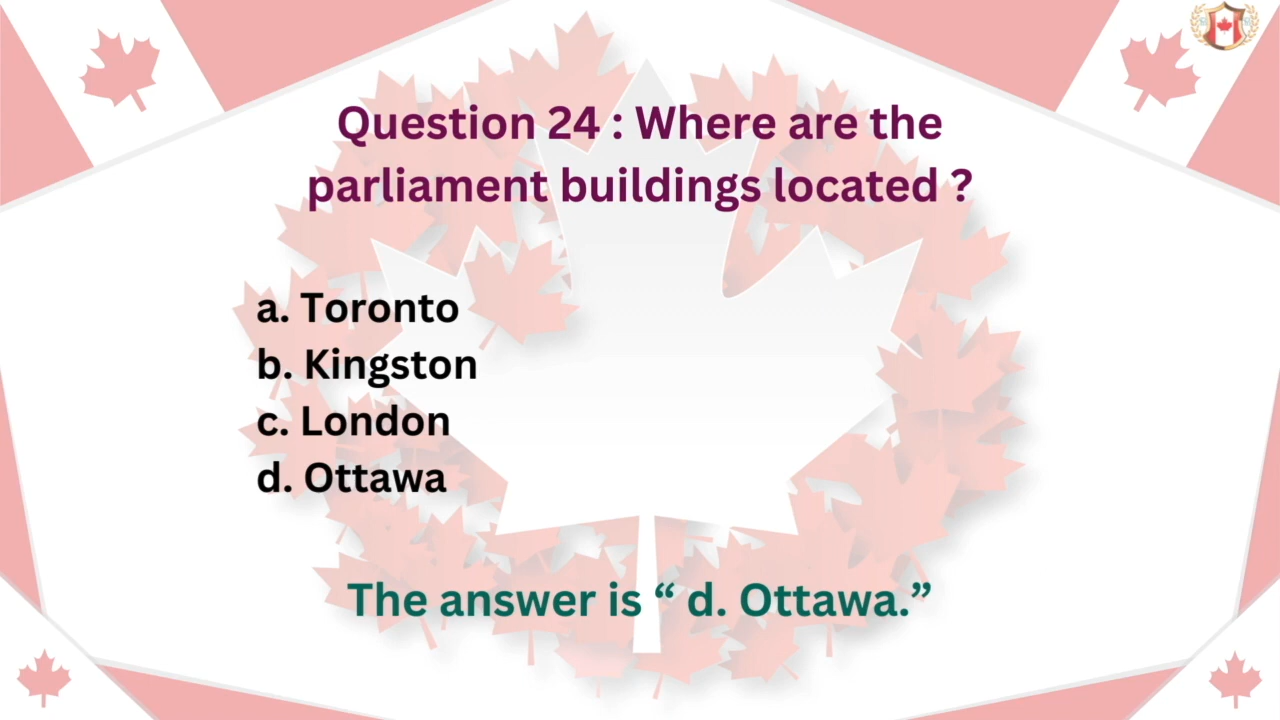 Question 24 : Where are the
parliament buildings located ?
a. Toronto
b. Kingston
c. London
d. Ottawa
The answer is “ d. Ottawa.”